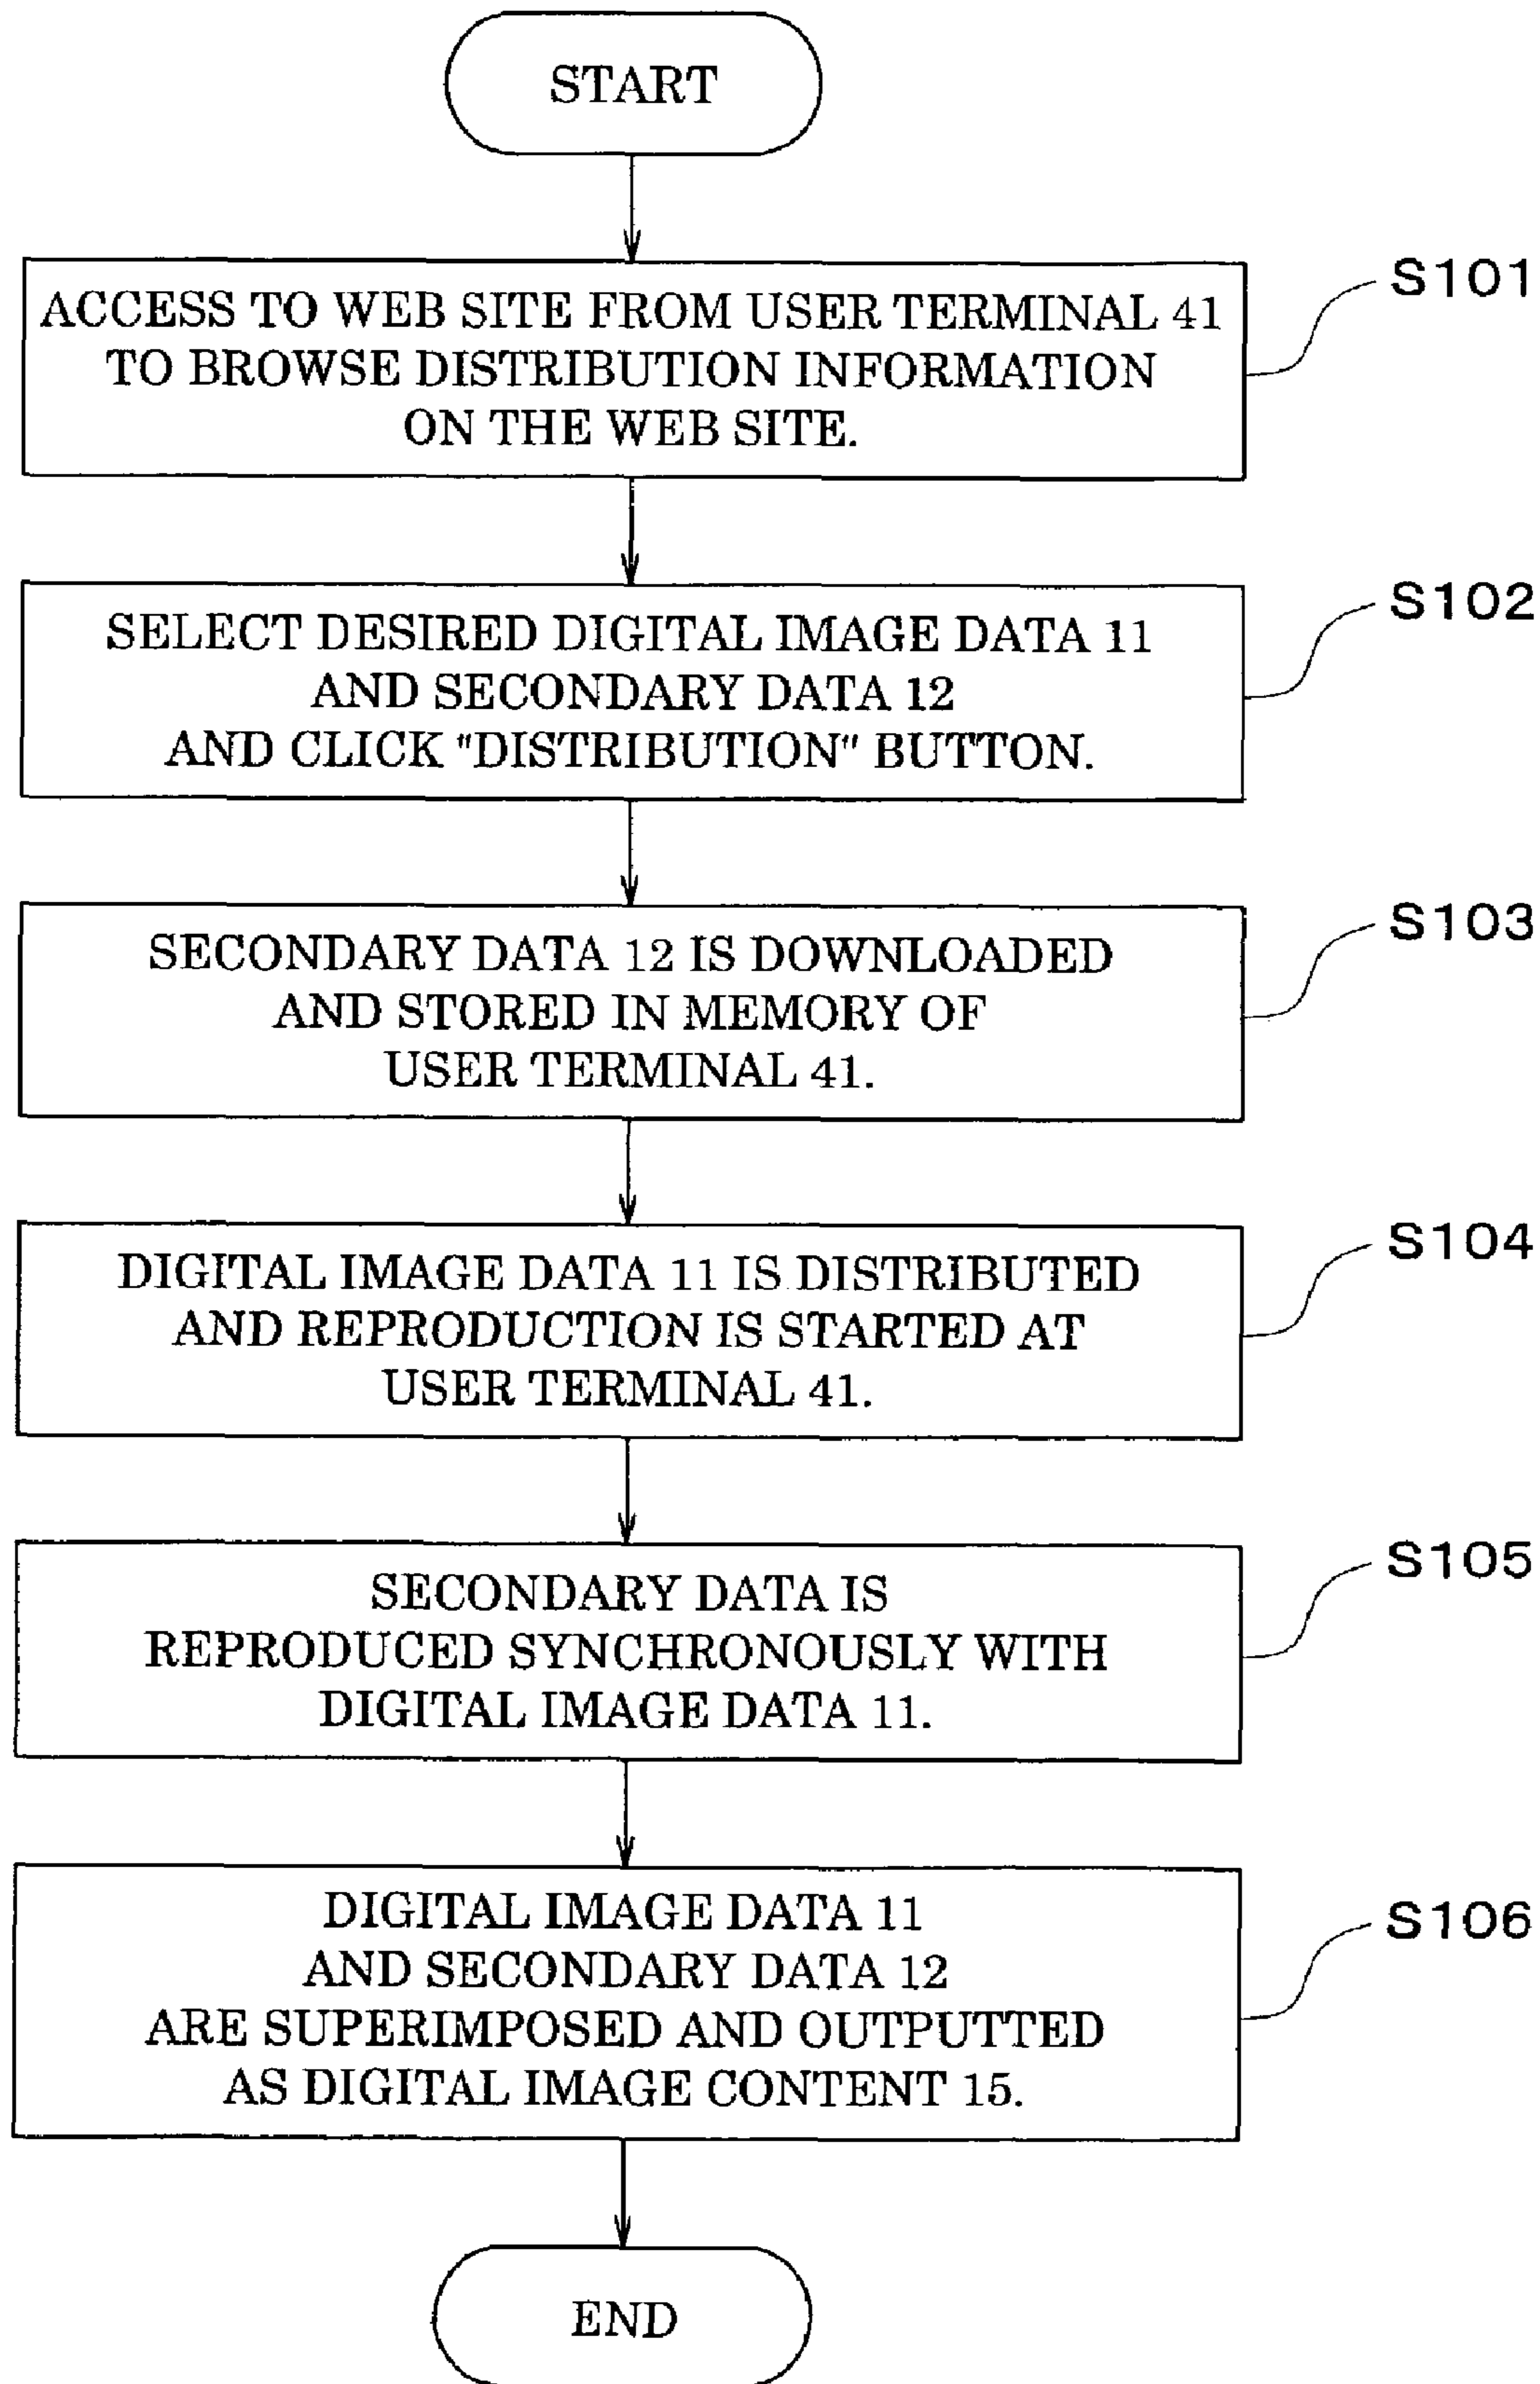 START
ACCESS TO WEB SITE FROM USER TERMINAL 41
TO BROWSE DISTRIBUTION INFORMATION
ON THE WEB SITE.
S101
SELECT DESIRED DIGITAL IMAGE DATA 11
AND SECONDARY DATA 12
AND CLICK "DISTRIBUTION" BUTTON.
S102
SECONDARY DATA 12 IS DOWNLOADED
AND STORED IN MEMORY OF
USER TERMINAL 41.
S103
DIGITAL IMAGE DATA 11 IS DISTRIBUTED
AND REPRODUCTION IS STARTED AT
USER TERMINAL 41.
S104
SECONDARY DATA IS
REPRODUCED SYNCHRONOUSLY WITH
DIGITAL IMAGE DATA 11.
S105
DIGITAL IMAGE DATA 11
AND SECONDARY DATA 12
ARE SUPERIMPOSED AND OUTPUTTED
AS DIGITAL IMAGE CONTENT 15.
S106
END